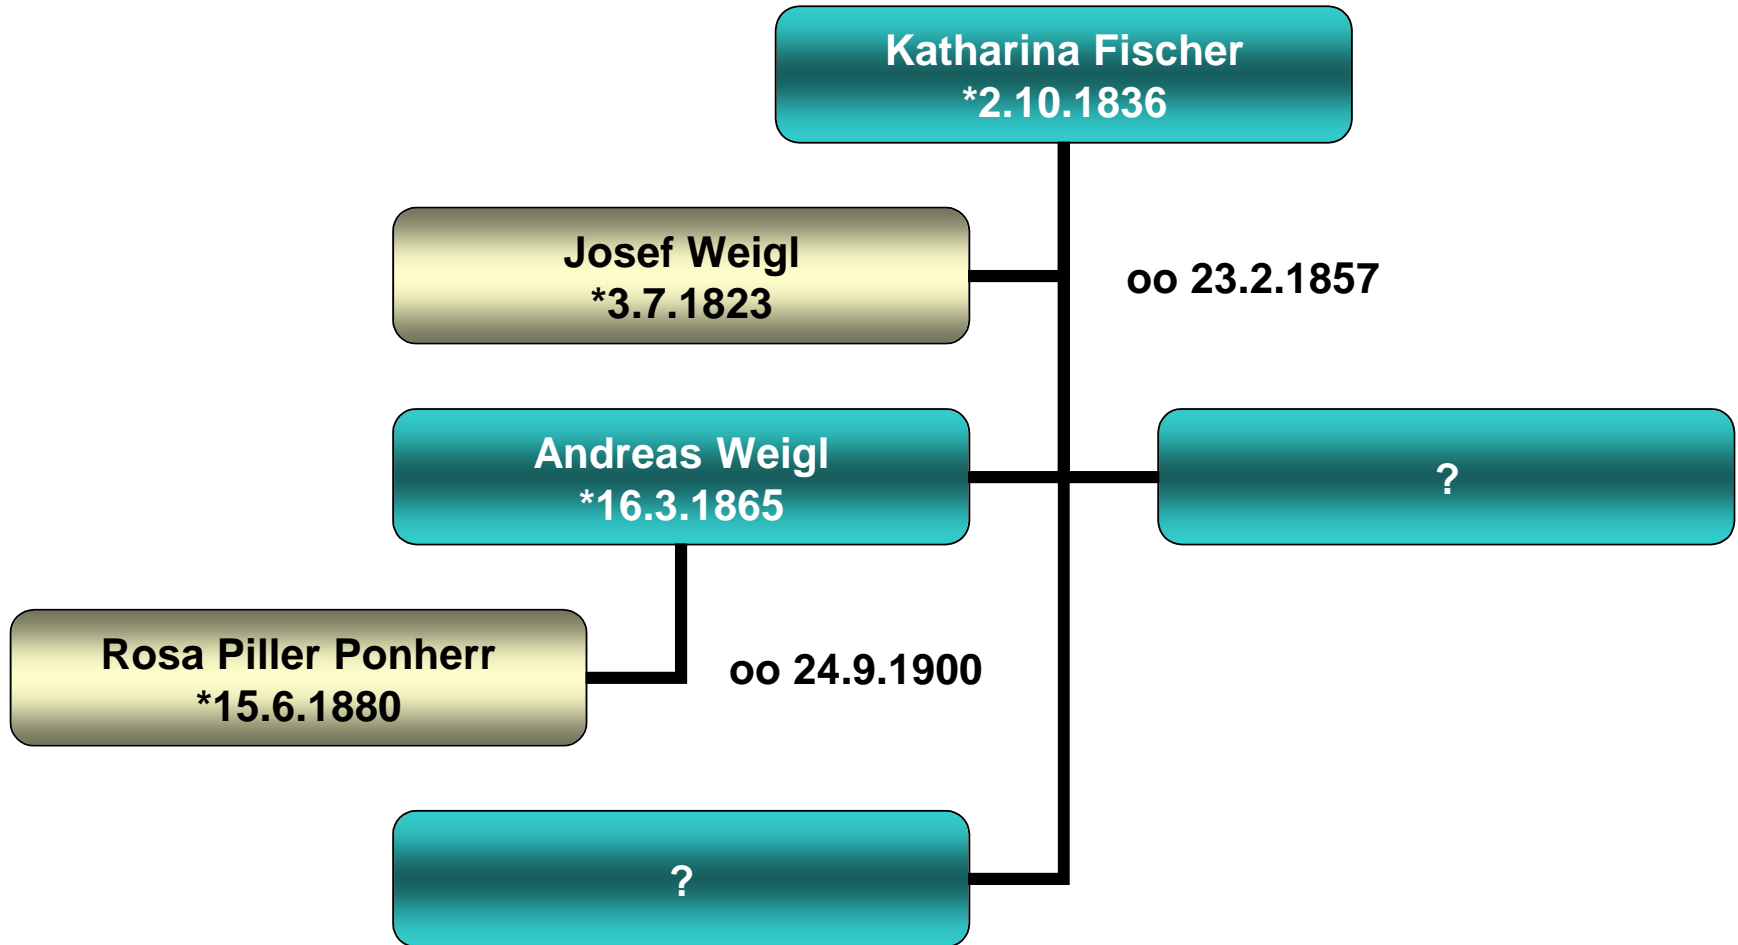 Katharina Fischer
*2.10.1836
Josef Weigl
*3.7.1823
oo 23.2.1857
Andreas Weigl
*16.3.1865
?
Rosa Piller Ponherr
*15.6.1880
oo 24.9.1900
?